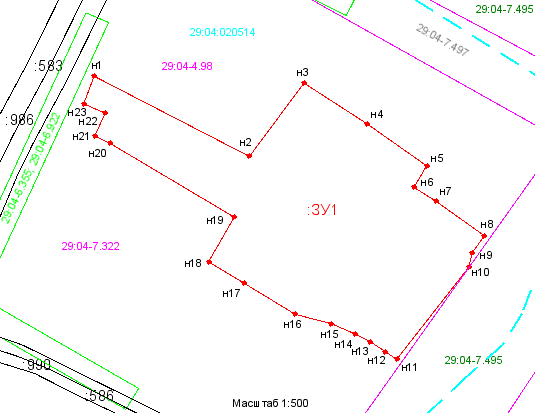 29:04-7.495
29:04:020514
29:04-7.497
:583
29:04-4.98
н1
н3
н23
н4
:986
н22
н21
н20
н2
н5
н6
н7
29:04-6.355; 29:04-6.922
:ЗУ1
н19
н8
29:04-7.322
н9
н18
н10
н17
н16
н15
н14
н13
н12
н11
990
29:04-7.495
:586
Масштаб 1:500